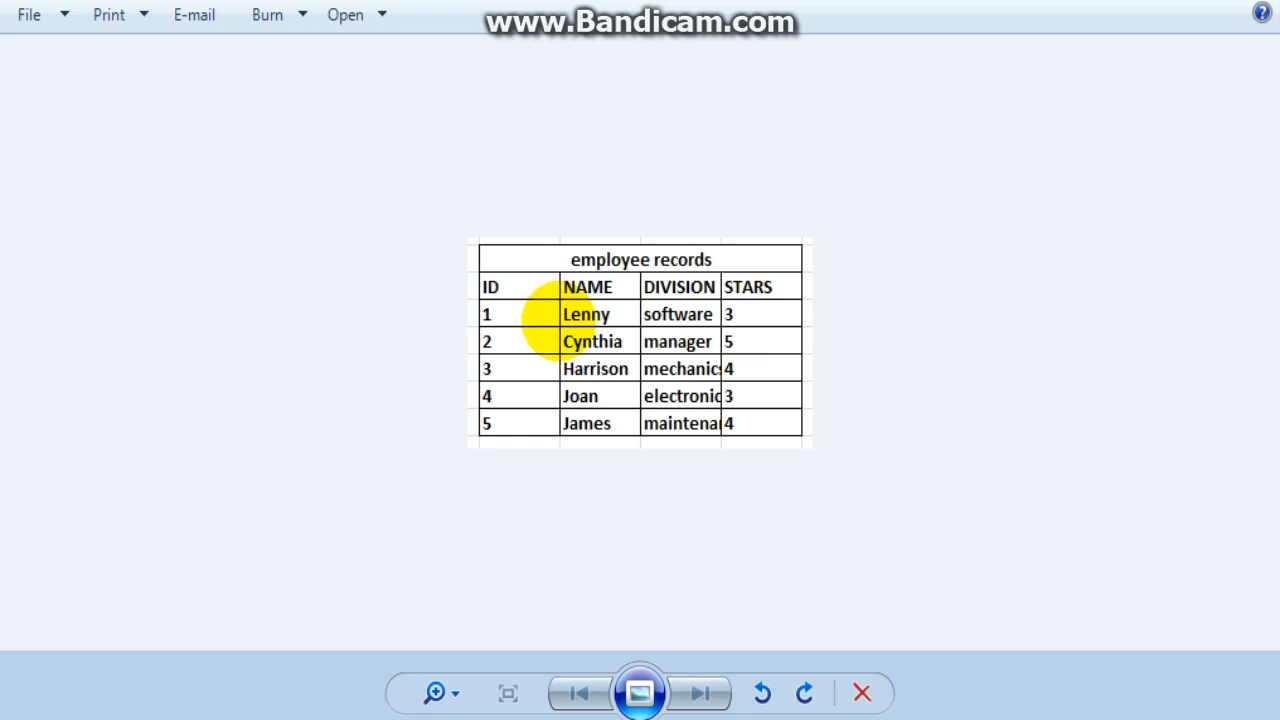 File Print E-mail Burn Open
www.Bandicam.com
employee records
ID NAME DIVISION STARS
1 Lenny software 3
2 Cynthia manager 5
3 Harrison mechanics 4
4 Joan electronic 3
5 James maintena 4